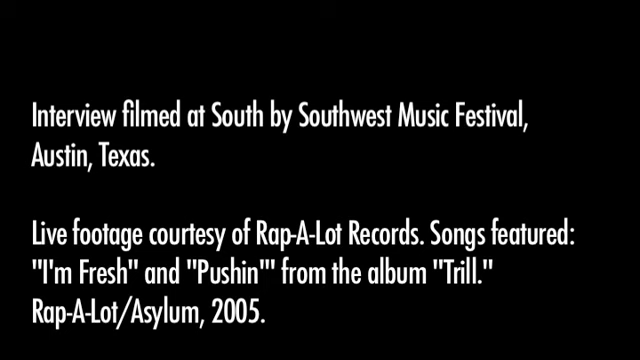 Interview filmed at South by Southwest Music Festival,
Austin, Texas.
Live footage courtesy of Rap-A-Lot Records. Songs featured:
"I'm Fresh" and "Pushin'" from the album "Trill."
Rap-A-Lot/Asylum, 2005.